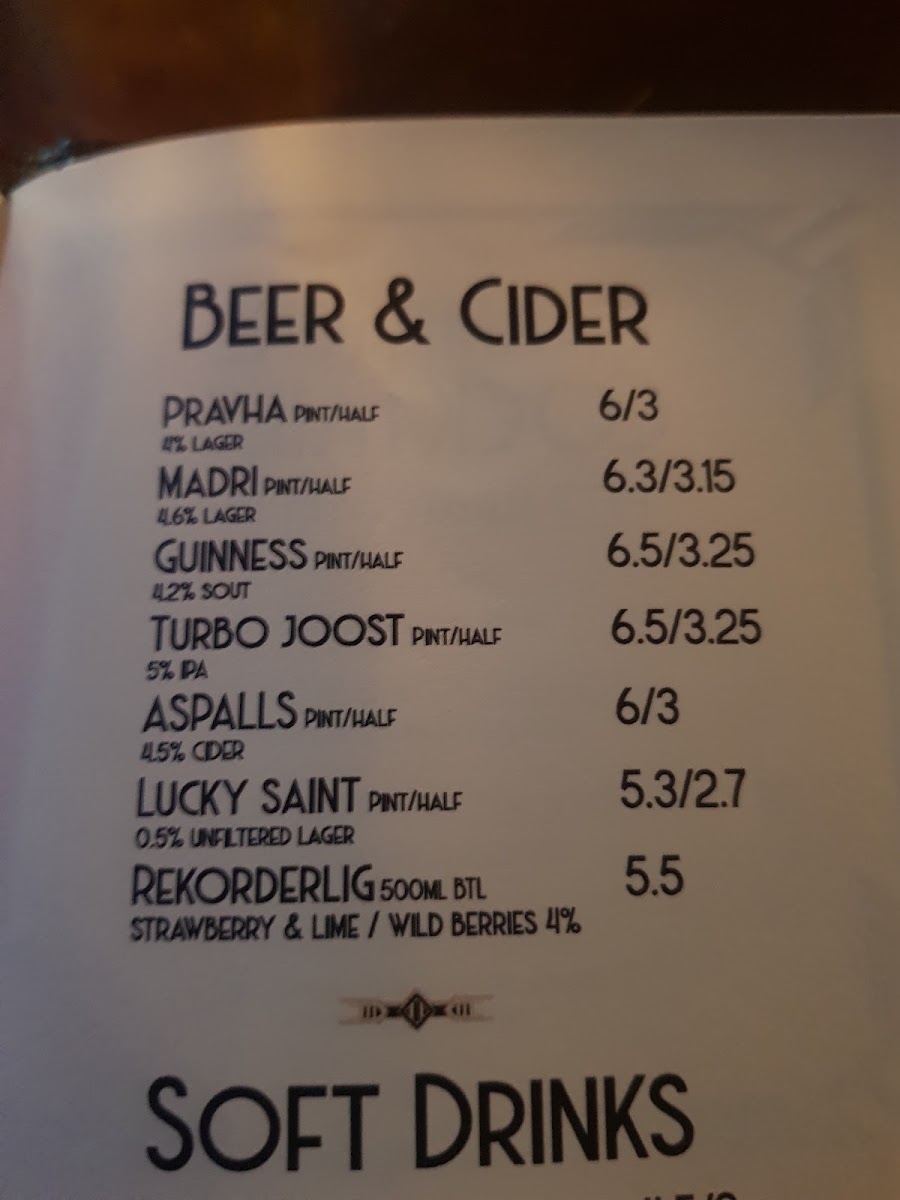 BEER & CIDER
PRAVHA PINT/HALF 6/3
4% LAGER
MADRI PINT/HALF 6.3/3.15
4.6% LAGER
GUINNESS PINT/HALF 6.5/3.25
4.2% SOUT
TURBO JOOST PINT/HALF 6.5/3.25
5% IPA
ASPALLS PINT/HALF 6/3
4.5% CIDER
LUCKY SAINT PINT/HALF 5.3/2.7
0.5% UNFILTERED LAGER
REKORDERLIG 500ML BTL 5.5
STRAWBERRY & LIME / WILD BERRIES 4%
SOFT DRINKS